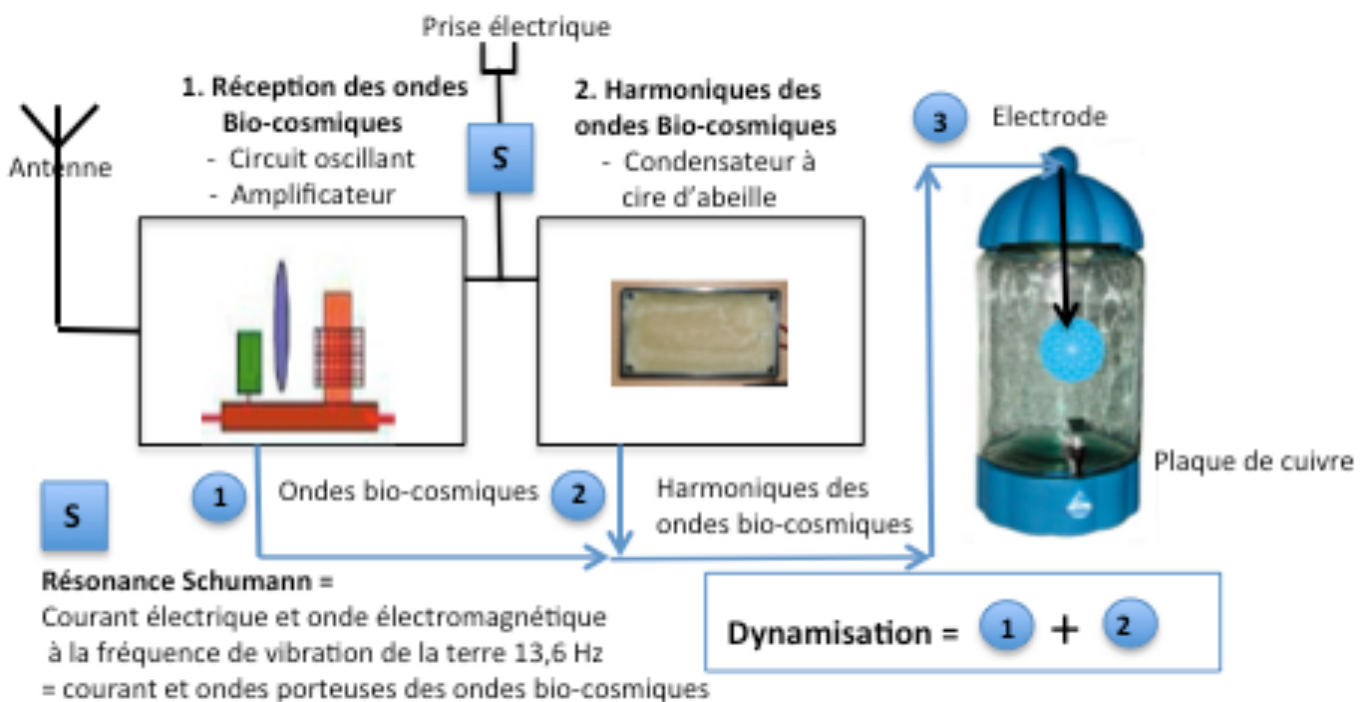 Prise électrique
1. Réception des ondes
Bio-cosmiques
- Circuit oscillant
- Amplificateur
S
2. Harmoniques des
ondes Bio-cosmiques
- Condensateur à
cire d'abeille
3
Electrode
Antenne
Plaque de cuivre
1
Ondes bio-cosmiques
2
Harmoniques des
ondes bio-cosmiques
S
Résonance Schumann =
Courant électrique et onde électromagnétique
à la fréquence de vibration de la terre 13,6 Hz
= courant et ondes porteuses des ondes bio-cosmiques
Dynamisation = 1 + 2